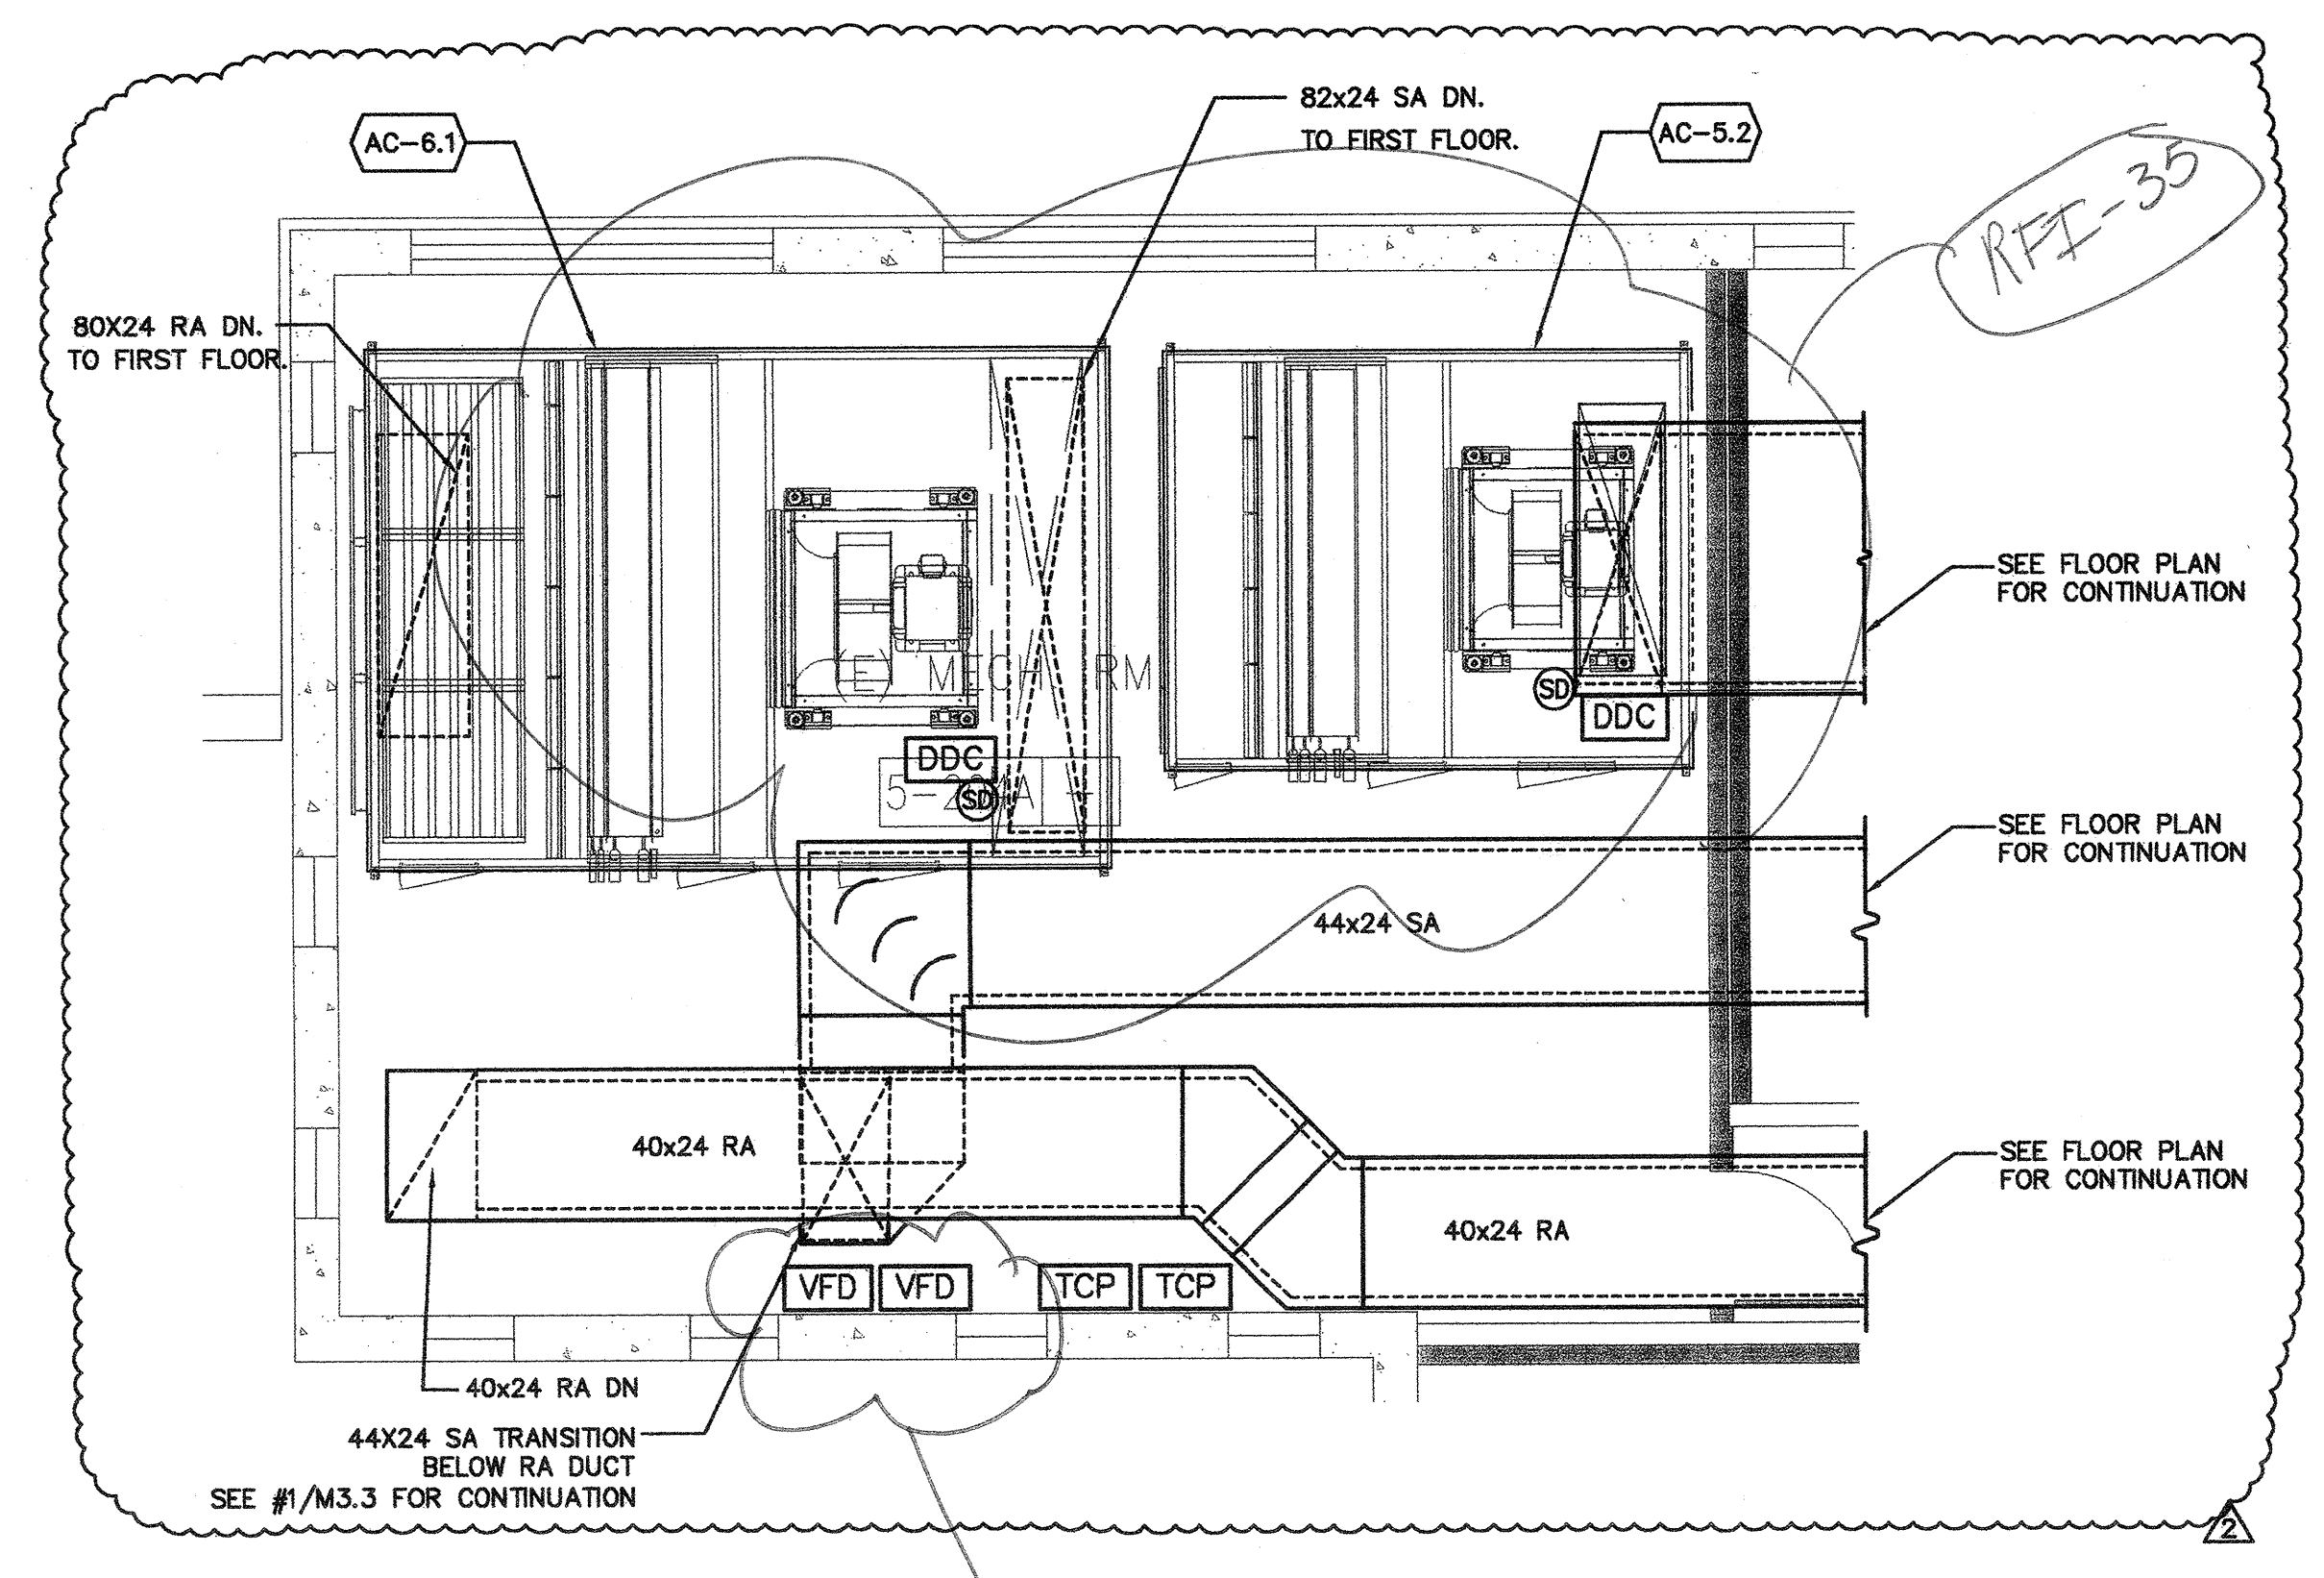 82x24 SA DN.
TO FIRST FLOOR.
AC-6.1
AC-5.2
RFI-35
80X24 RA DN.
TO FIRST FLOOR.
SEE FLOOR PLAN
FOR CONTINUATION
(E) MECH RM
SD
DDC
DDC
SD
SEE FLOOR PLAN
FOR CONTINUATION
44x24 SA
40x24 RA
SEE FLOOR PLAN
FOR CONTINUATION
40x24 RA
VFD VFD TCP TCP
40x24 RA DN
44X24 SA TRANSITION
BELOW RA DUCT
SEE #1/M3.3 FOR CONTINUATION
2